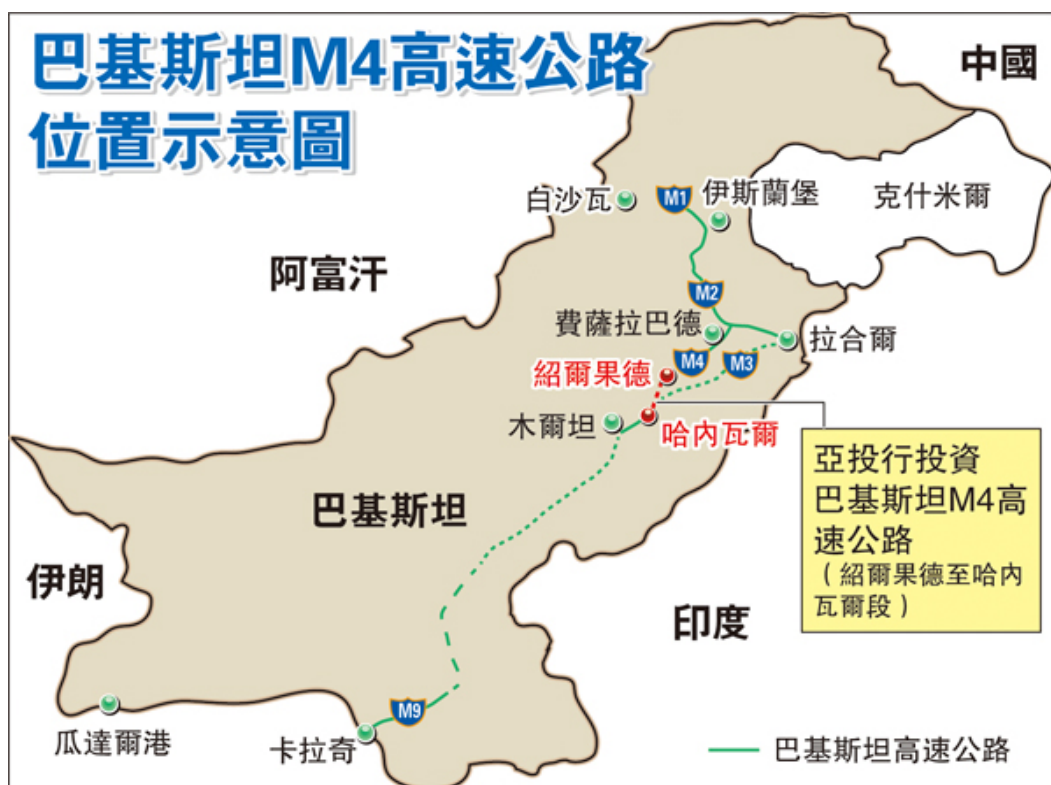 巴基斯坦M4高速公路
位置示意圖
中國
白沙瓦
M1
伊斯蘭堡
克什米爾
阿富汗
M2
費薩拉巴德
拉合爾
紹爾果德
M4
M3
木爾坦
哈內瓦爾
亞投行投資
巴基斯坦M4高
速公路
（紹爾果德至哈內
瓦爾段）
巴基斯坦
伊朗
印度
M9
瓜達爾港
卡拉奇
巴基斯坦高速公路